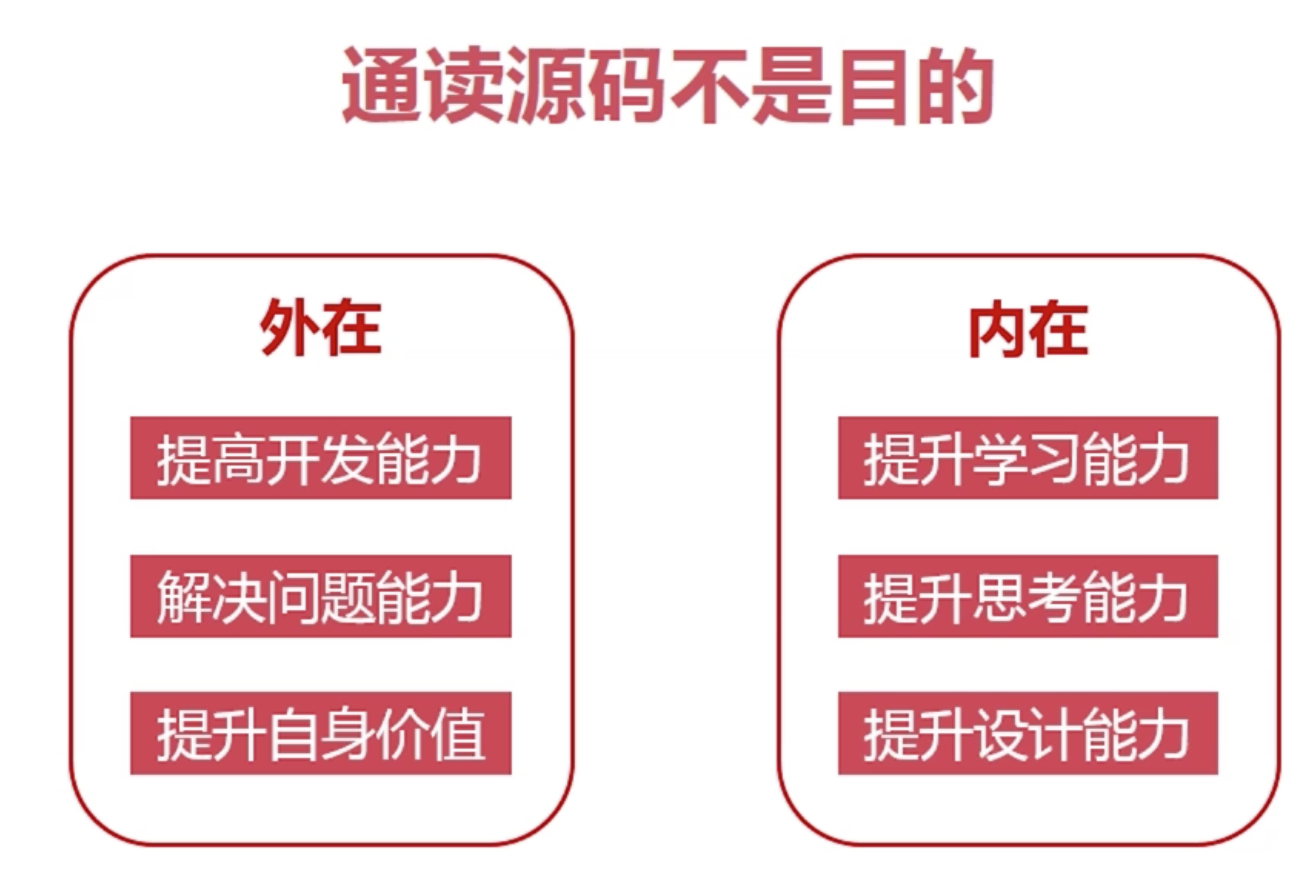 通读源码不是目的
外在
提高开发能力
解决问题能力
提升自身价值
内在
提升学习能力
提升思考能力
提升设计能力